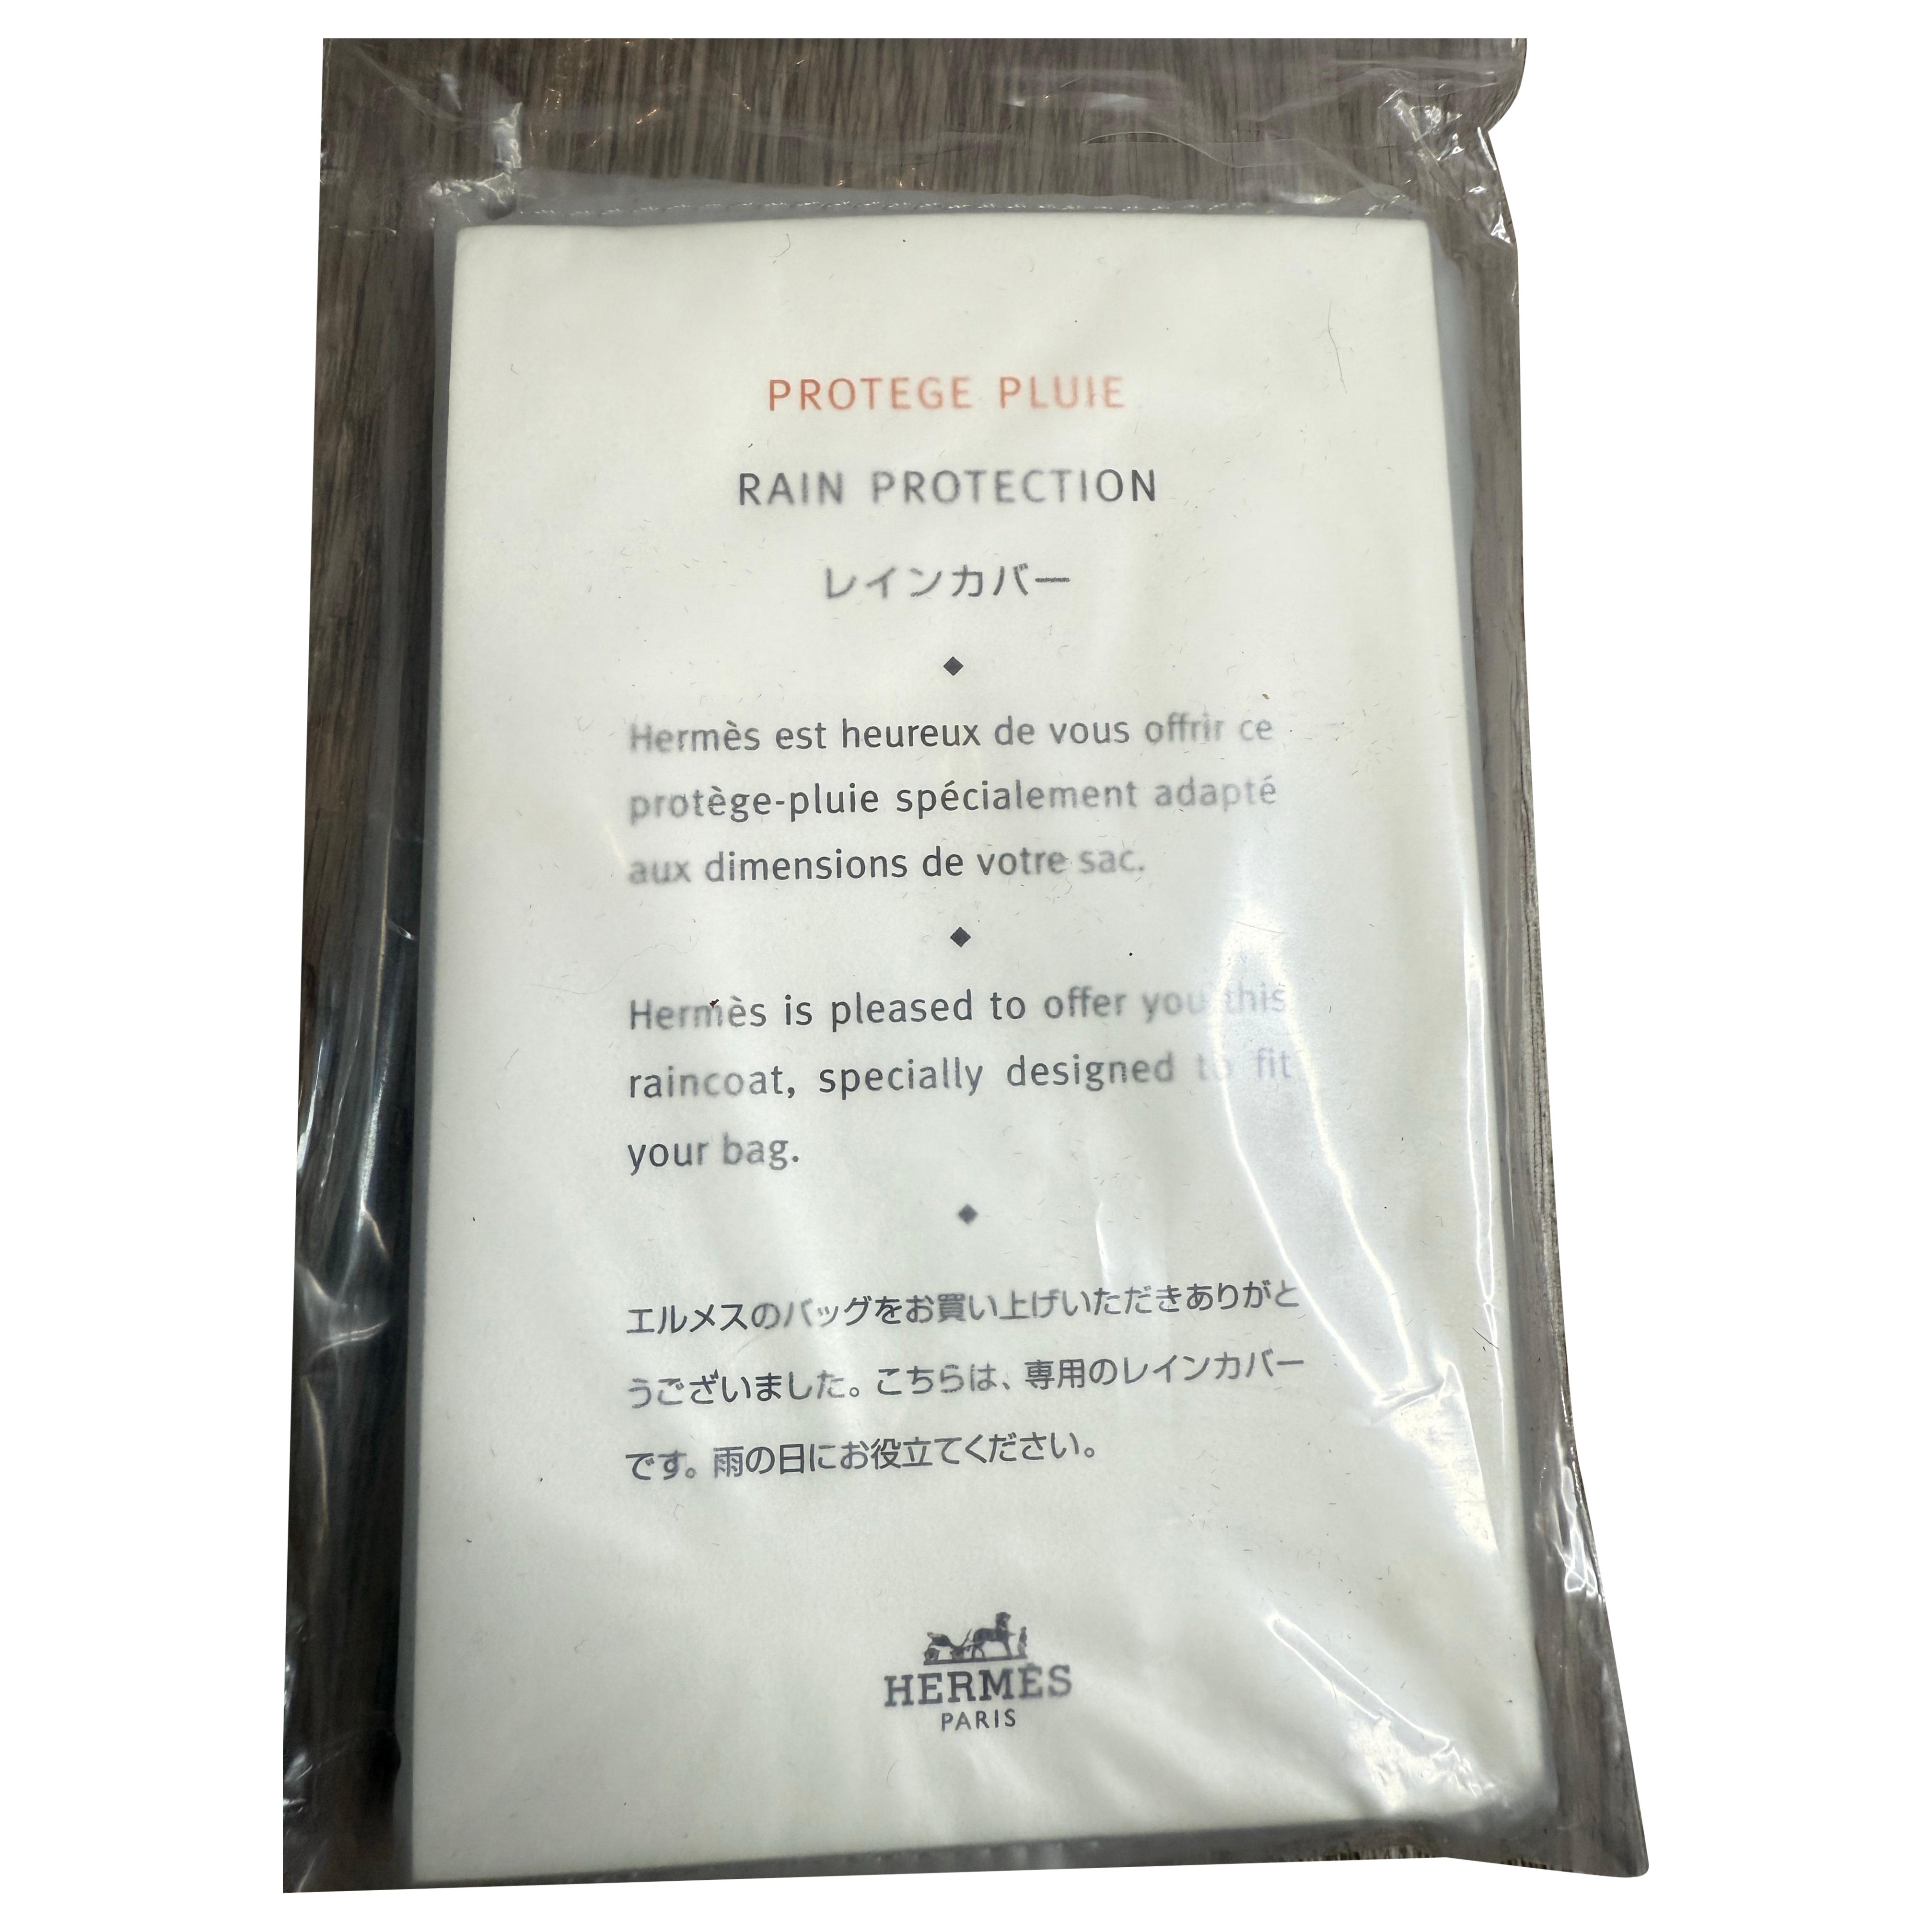 PROTEGE PLUIE
RAIN PROTECTION
レインカバー
Hermès est heureux de vous offrir ce
protège-pluie spécialement adapté
aux dimensions de votre sac.
Hermès is pleased to offer you this
raincoat, specially designed to fit
your bag.
エルメスのバッグをお買い上げいただきありがと
うございました。こちらは、専用のレインカバー
です。雨の日にお役立てください。
HERMÈS
PARIS